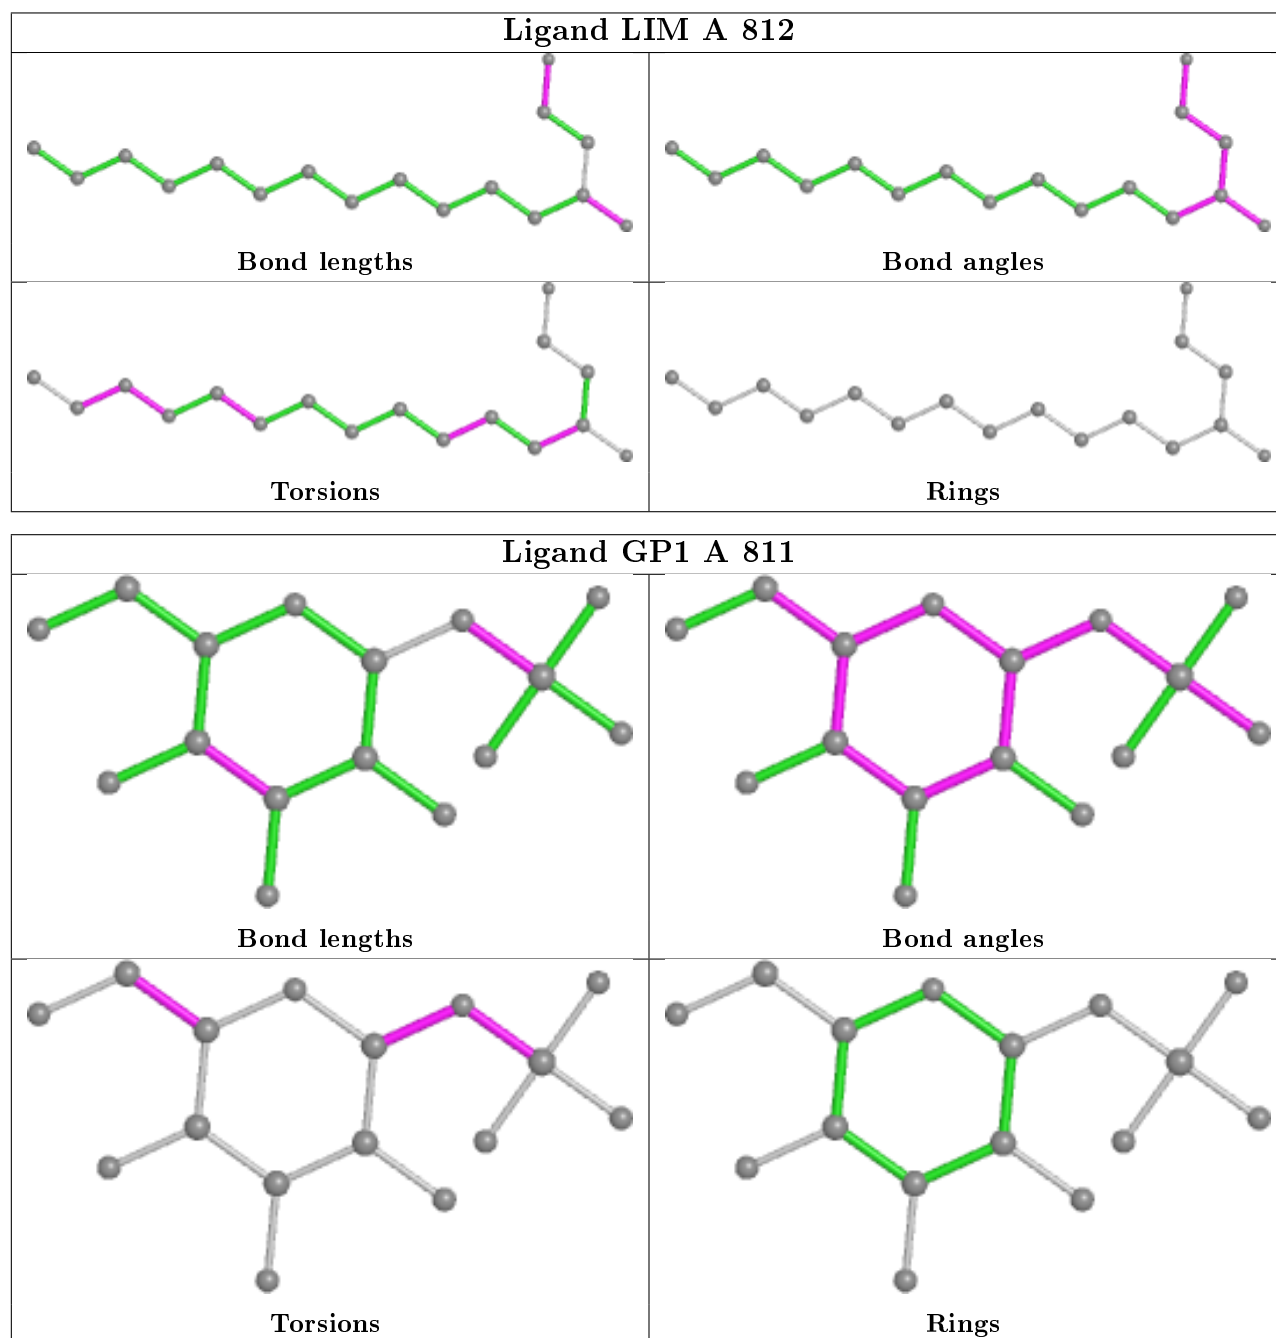 Ligand LIM A 812
Bond lengths
Bond angles
Torsions
Rings
Ligand GP1 A 811
Bond lengths
Bond angles
Torsions
Rings